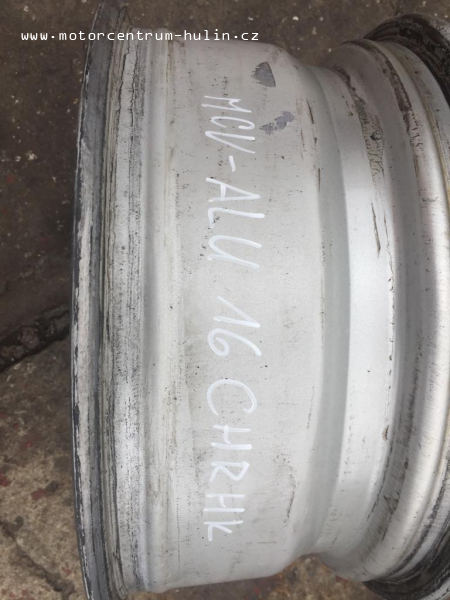 www.motorcentrum-hulin.cz
MCV-ALU 16 CHRHK